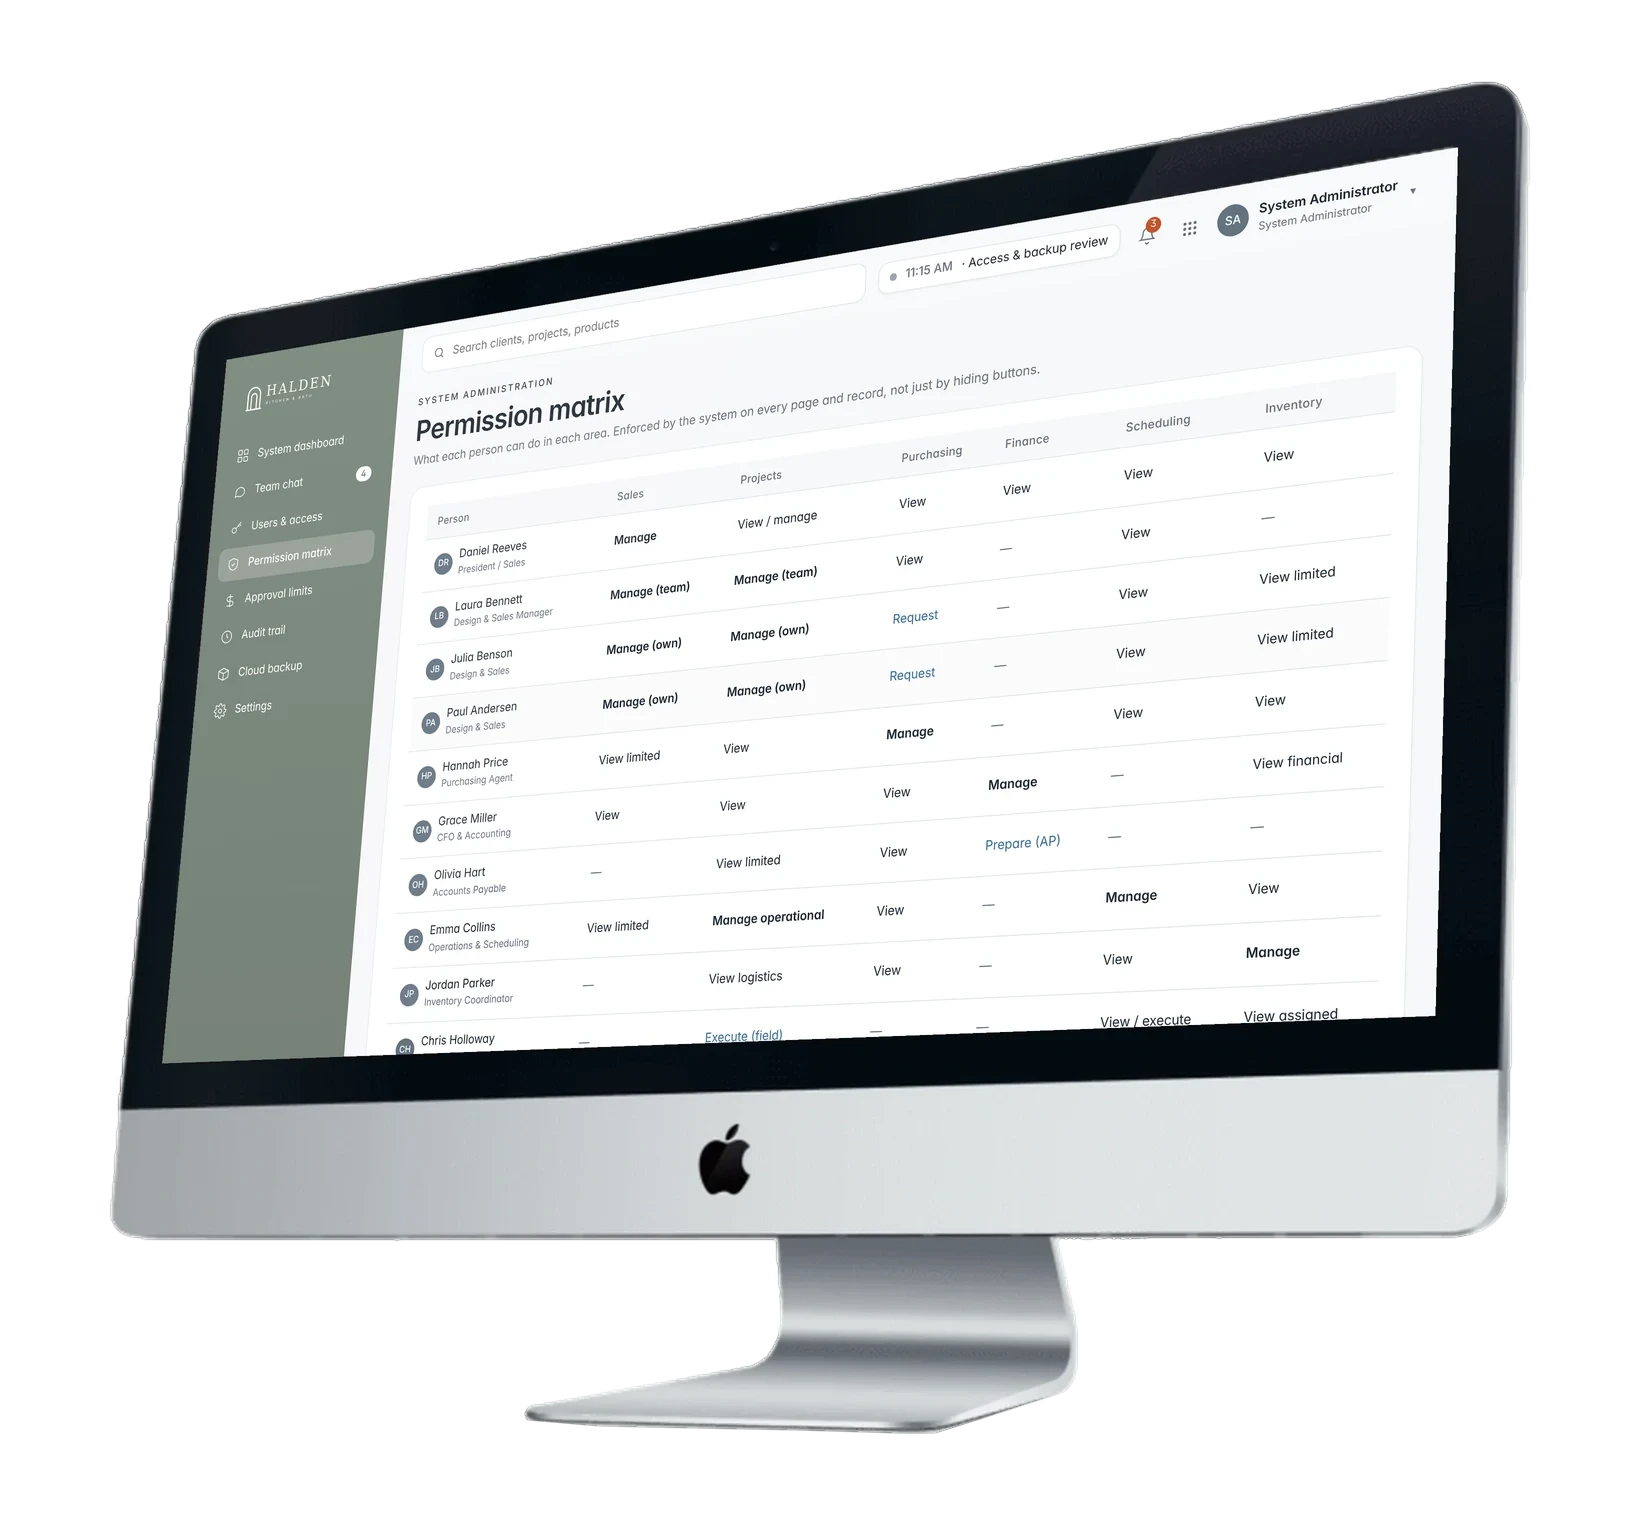 HALDEN
KITCHEN & BATH
System dashboard
Team chat 4
Users & access
Permission matrix
Approval limits
Audit trail
Cloud backup
Settings
Search clients, projects, products
11:15 AM · Access & backup review
3
SA System Administrator
System Administrator
SYSTEM ADMINISTRATION
Permission matrix
What each person can do in each area. Enforced by the system on every page and record, not just by hiding buttons.
Person Sales Projects Purchasing Finance Scheduling Inventory
DR Daniel Reeves Manage View / manage View View View View
President / Sales
LB Laura Bennett Manage (team) Manage (team) View — View —
Design & Sales Manager
JB Julia Benson Manage (own) Manage (own) Request — View View limited
Design & Sales
PA Paul Andersen Manage (own) Manage (own) Request — View View limited
Design & Sales
HP Hannah Price View limited View Manage — View View
Purchasing Agent
GM Grace Miller View View View Manage — View financial
CFO & Accounting
OH Olivia Hart — View limited View Prepare (AP) — —
Accounts Payable
EC Emma Collins View limited Manage operational View — Manage View
Operations & Scheduling
JP Jordan Parker — View logistics View — View Manage
Inventory Coordinator
CH Chris Holloway — Execute (field) — — View / execute View assigned